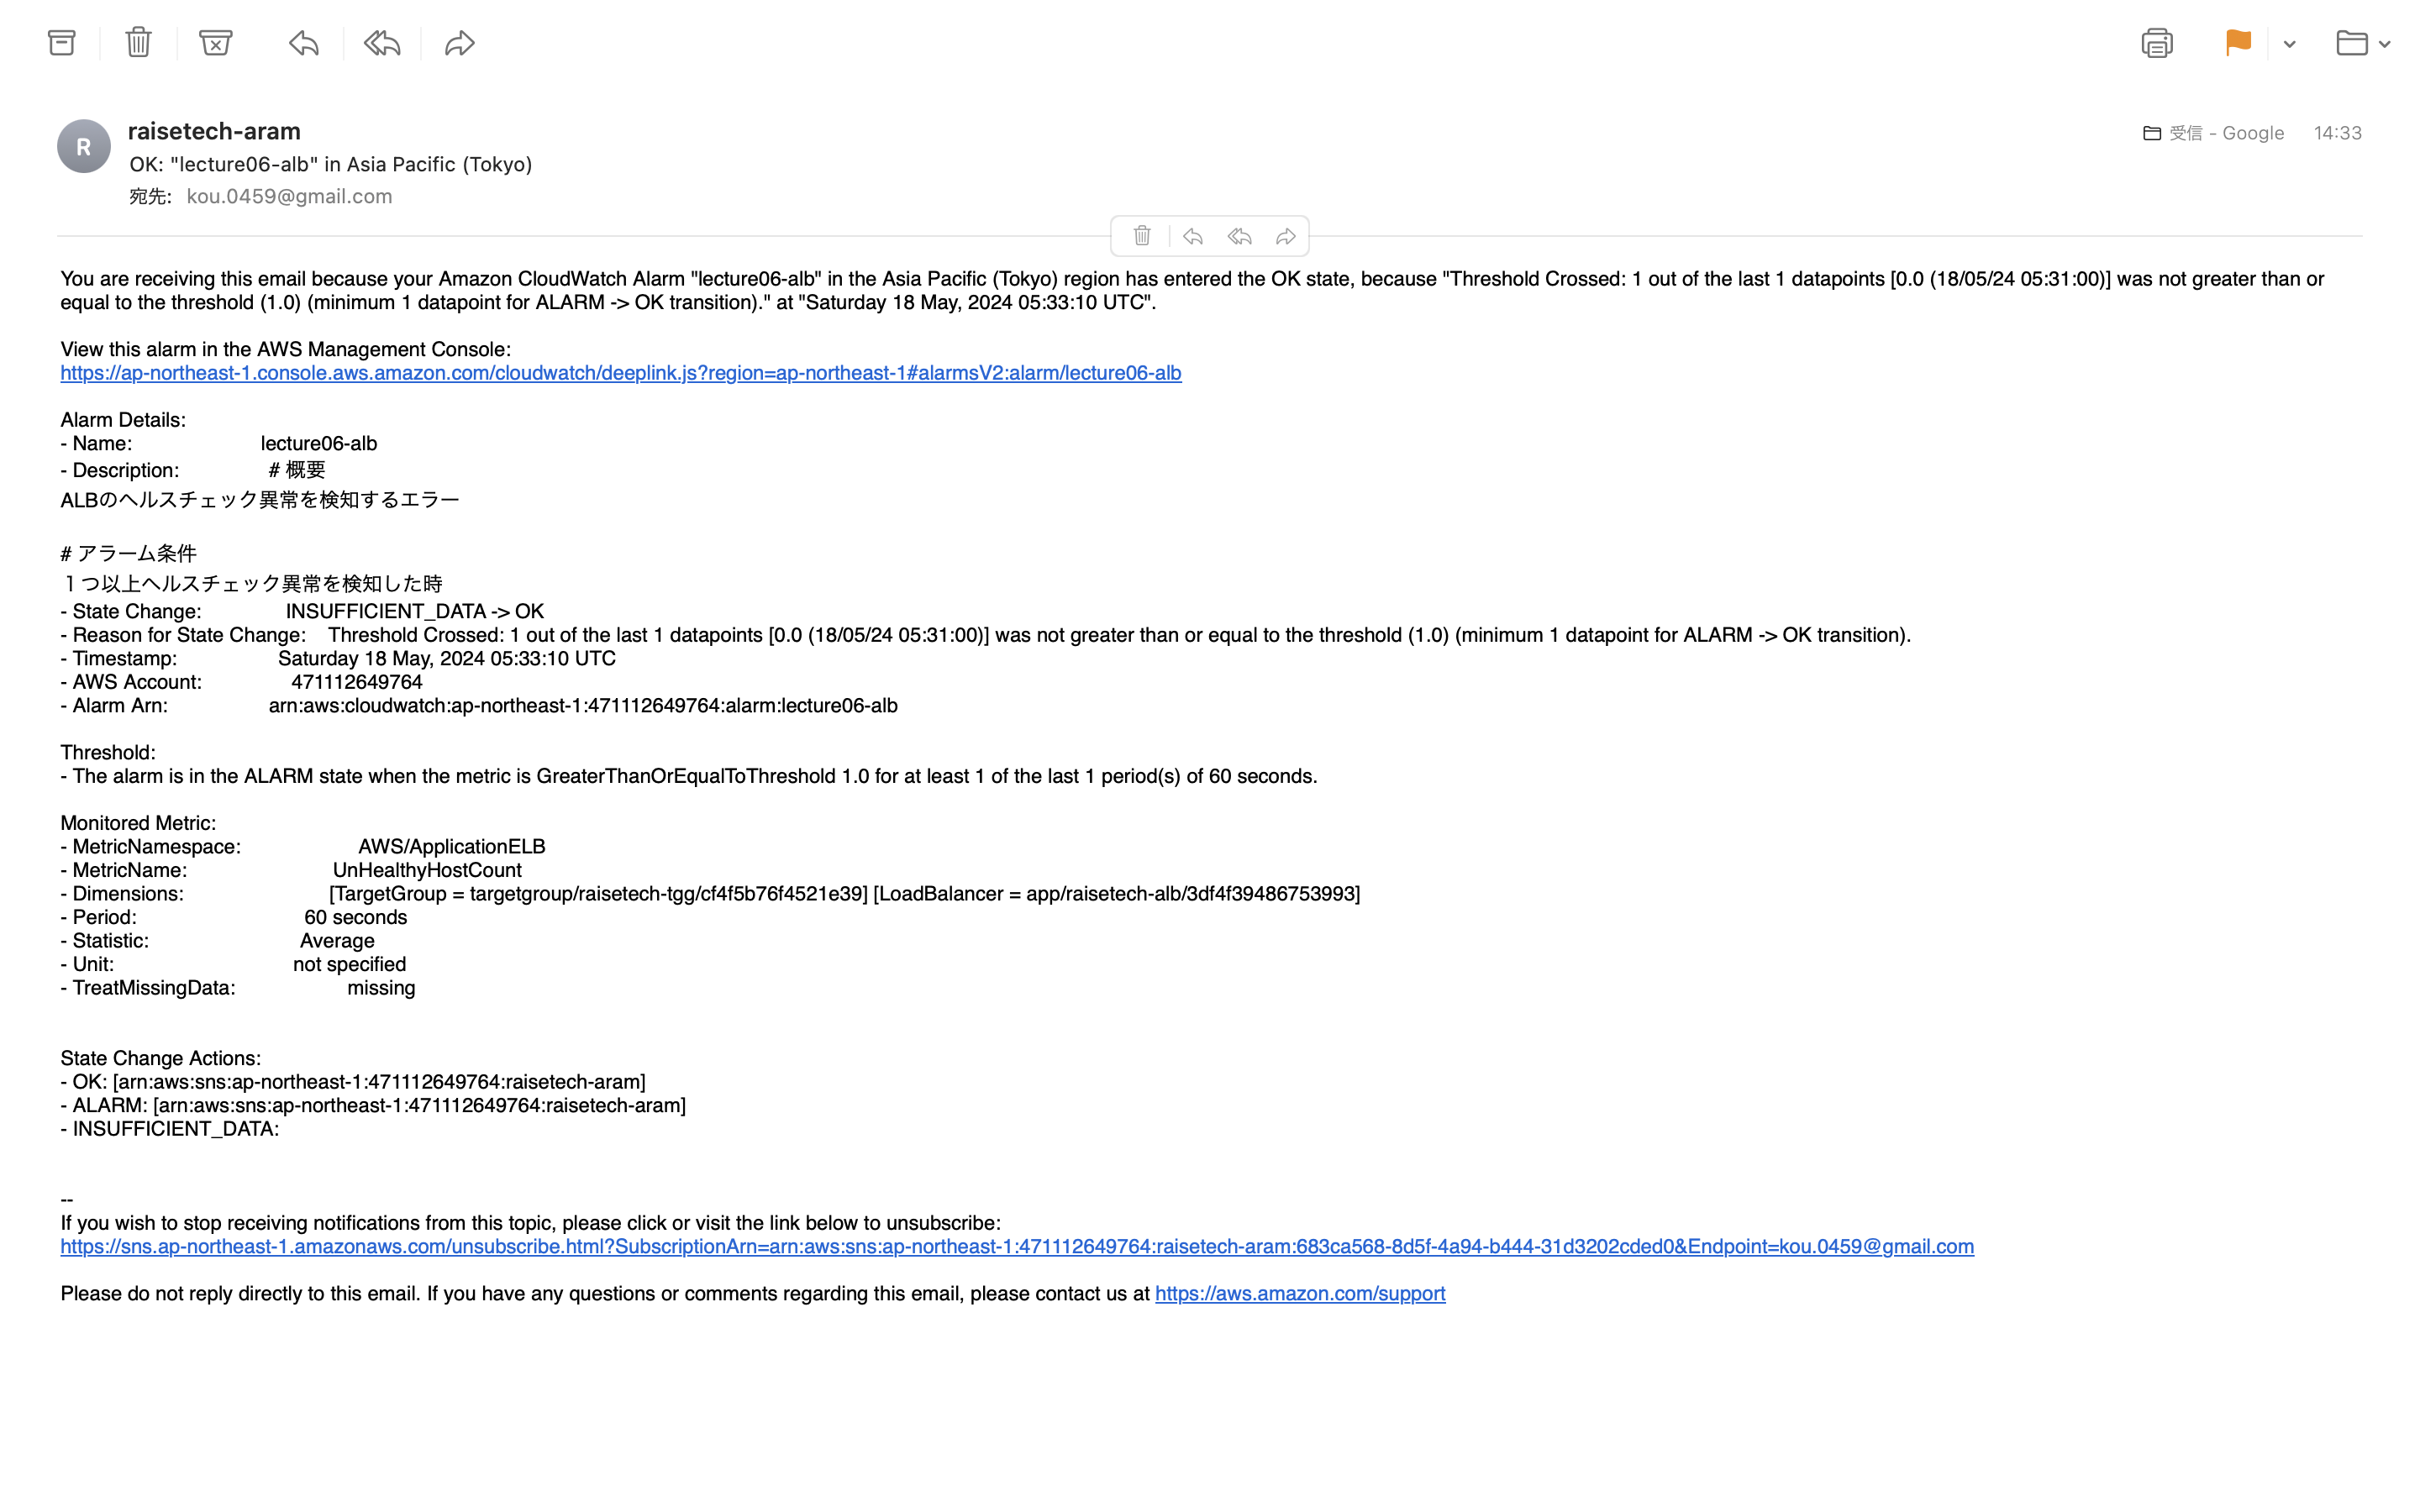 R
raisetech-aram
受信 - Google 14:33
OK: "lecture06-alb" in Asia Pacific (Tokyo)
宛先: kou.0459@gmail.com
You are receiving this email because your Amazon CloudWatch Alarm "lecture06-alb" in the Asia Pacific (Tokyo) region has entered the OK state, because "Threshold Crossed: 1 out of the last 1 datapoints [0.0 (18/05/24 05:31:00)] was not greater than or
equal to the threshold (1.0) (minimum 1 datapoint for ALARM -> OK transition)." at "Saturday 18 May, 2024 05:33:10 UTC".
View this alarm in the AWS Management Console:
https://ap-northeast-1.console.aws.amazon.com/cloudwatch/deeplink.js?region=ap-northeast-1#alarmsV2:alarm/lecture06-alb
Alarm Details:
- Name: lecture06-alb
- Description: # 概要
ALBのヘルスチェック異常を検知するエラー
# アラーム条件
１つ以上ヘルスチェック異常を検知した時
- State Change: INSUFFICIENT_DATA -> OK
- Reason for State Change: Threshold Crossed: 1 out of the last 1 datapoints [0.0 (18/05/24 05:31:00)] was not greater than or equal to the threshold (1.0) (minimum 1 datapoint for ALARM -> OK transition).
- Timestamp: Saturday 18 May, 2024 05:33:10 UTC
- AWS Account: 471112649764
- Alarm Arn: arn:aws:cloudwatch:ap-northeast-1:471112649764:alarm:lecture06-alb
Threshold:
- The alarm is in the ALARM state when the metric is GreaterThanOrEqualToThreshold 1.0 for at least 1 of the last 1 period(s) of 60 seconds.
Monitored Metric:
- MetricNamespace: AWS/ApplicationELB
- MetricName: UnHealthyHostCount
- Dimensions: [TargetGroup = targetgroup/raisetech-tgg/cf4f5b76f4521e39] [LoadBalancer = app/raisetech-alb/3df4f39486753993]
- Period: 60 seconds
- Statistic: Average
- Unit: not specified
- TreatMissingData: missing
State Change Actions:
- OK: [arn:aws:sns:ap-northeast-1:471112649764:raisetech-aram]
- ALARM: [arn:aws:sns:ap-northeast-1:471112649764:raisetech-aram]
- INSUFFICIENT_DATA:
--
If you wish to stop receiving notifications from this topic, please click or visit the link below to unsubscribe:
https://sns.ap-northeast-1.amazonaws.com/unsubscribe.html?SubscriptionArn=arn:aws:sns:ap-northeast-1:471112649764:raisetech-aram:683ca568-8d5f-4a94-b444-31d3202cded0&Endpoint=kou.0459@gmail.com
Please do not reply directly to this email. If you have any questions or comments regarding this email, please contact us at https://aws.amazon.com/support